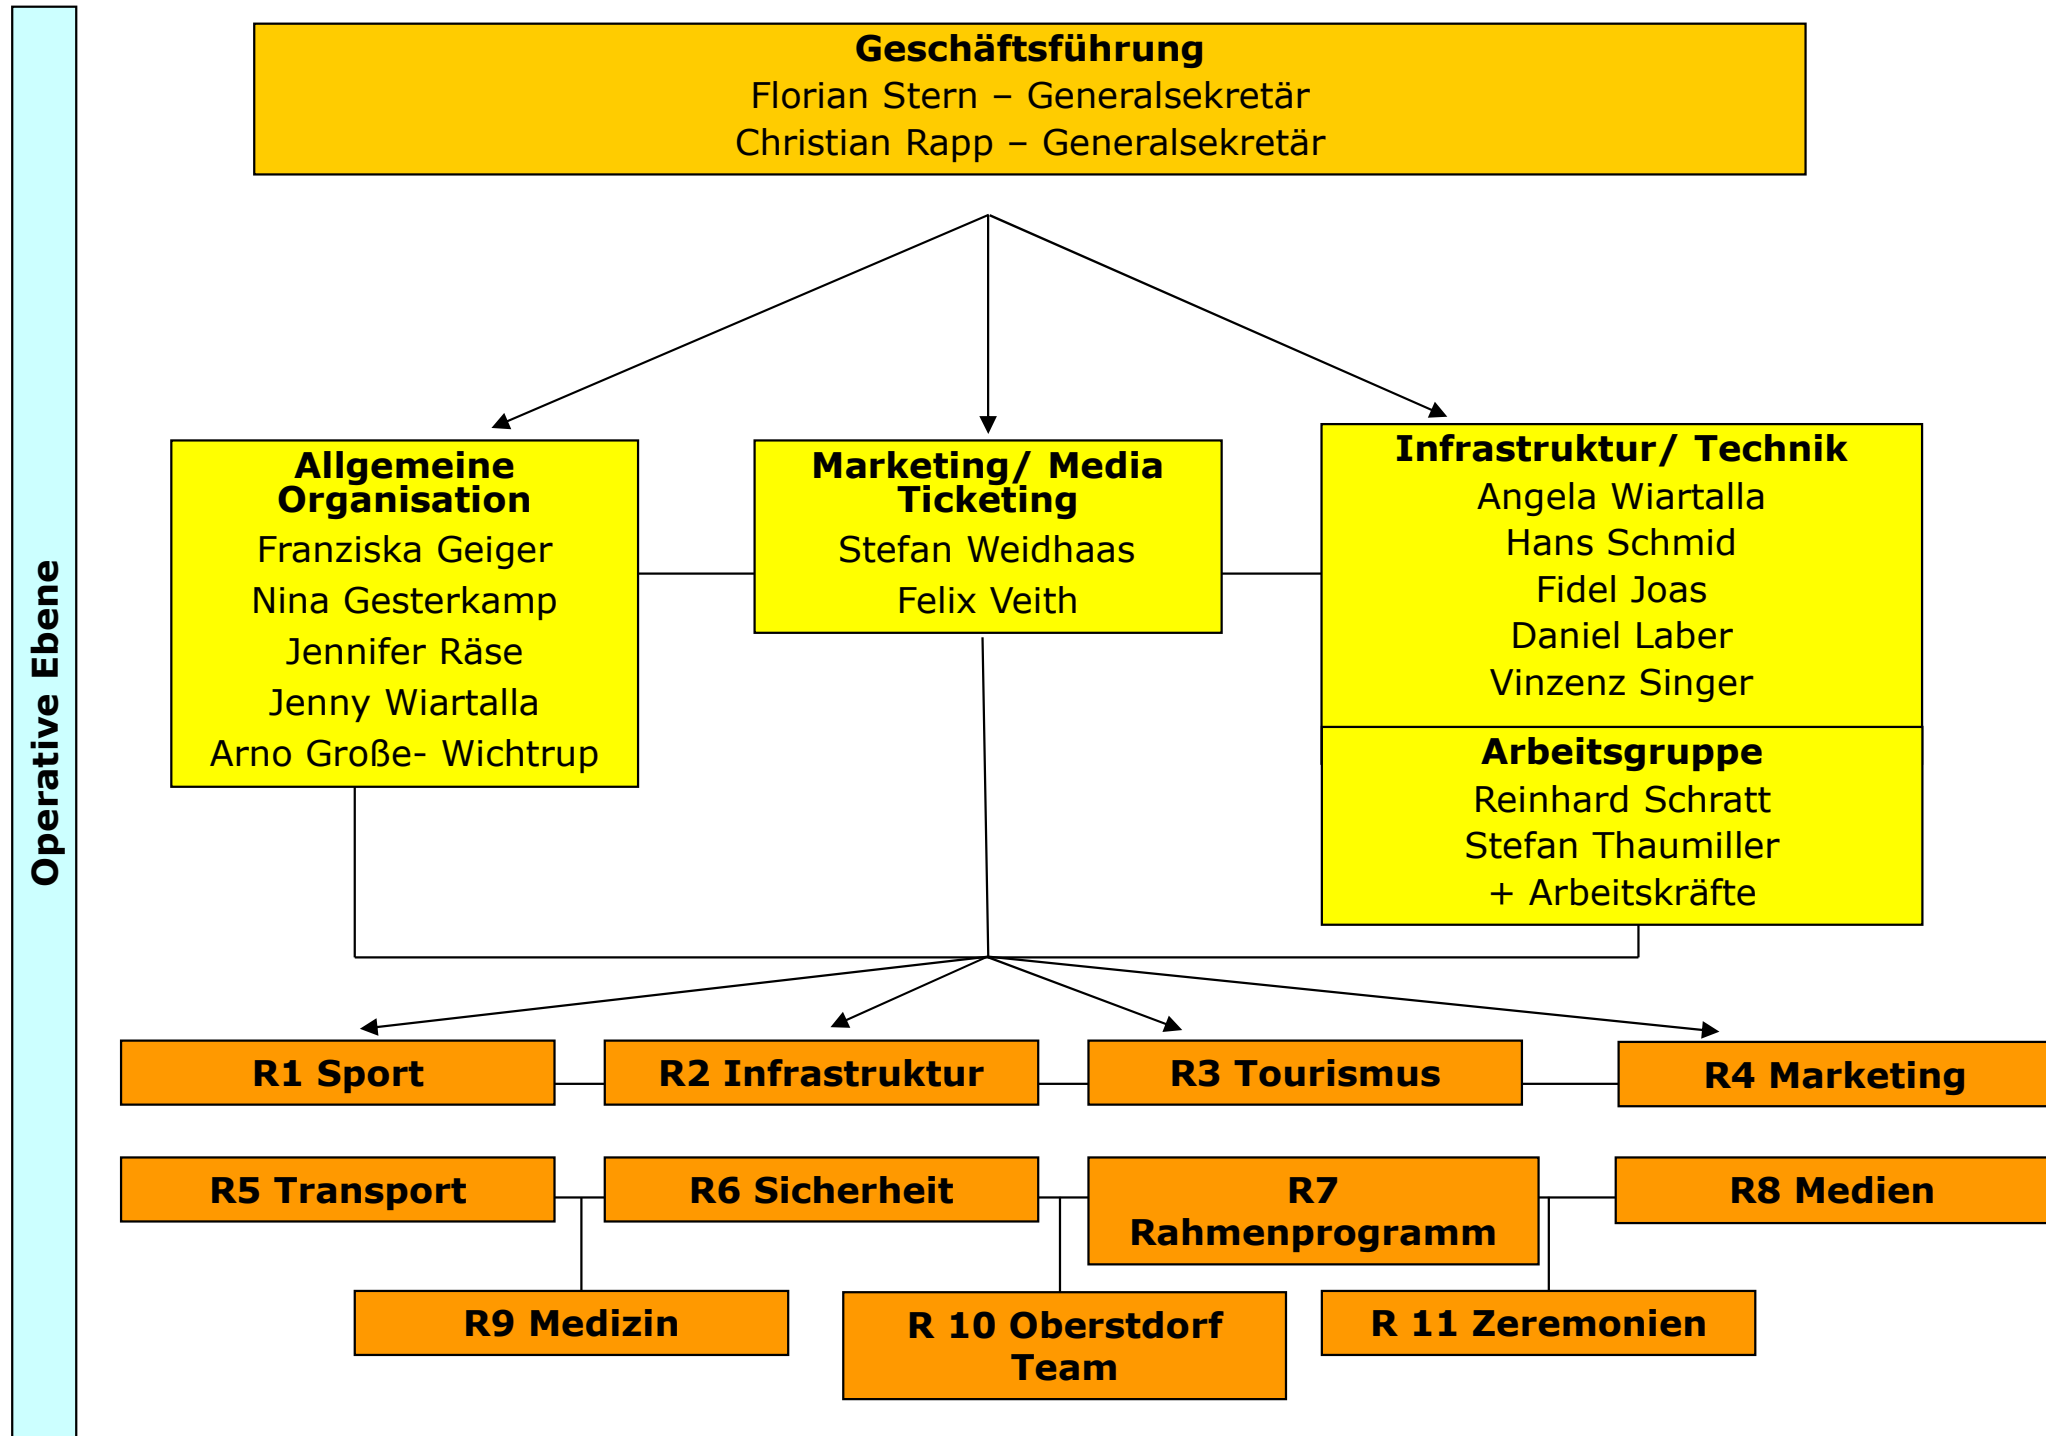 Operative Ebene
Geschäftsführung
Florian Stern – Generalsekretär
Christian Rapp – Generalsekretär
Allgemeine
Organisation
Franziska Geiger
Nina Gesterkamp
Jennifer Räse
Jenny Wiartalla
Arno Große- Wichtrup
Marketing/ Media
Ticketing
Stefan Weidhaas
Felix Veith
Infrastruktur/ Technik
Angela Wiartalla
Hans Schmid
Fidel Joas
Daniel Laber
Vinzenz Singer
Arbeitsgruppe
Reinhard Schratt
Stefan Thaumiller
+ Arbeitskräfte
R1 Sport
R2 Infrastruktur
R3 Tourismus
R4 Marketing
R5 Transport
R6 Sicherheit
R7
Rahmenprogramm
R8 Medien
R9 Medizin
R 10 Oberstdorf
Team
R 11 Zeremonien